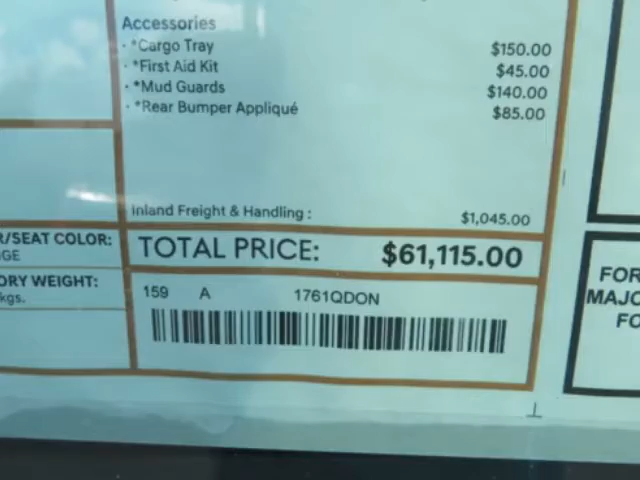 Accessories
· *Cargo Tray $150.00
· *First Aid Kit $45.00
· *Mud Guards $140.00
· *Rear Bumper Appliqué $85.00
Inland Freight & Handling : $1,045.00
R/SEAT COLOR:
GE
TOTAL PRICE: $61,115.00
ORY WEIGHT:
kgs.
159 A 1761QDON
FOR
MAJO
FO